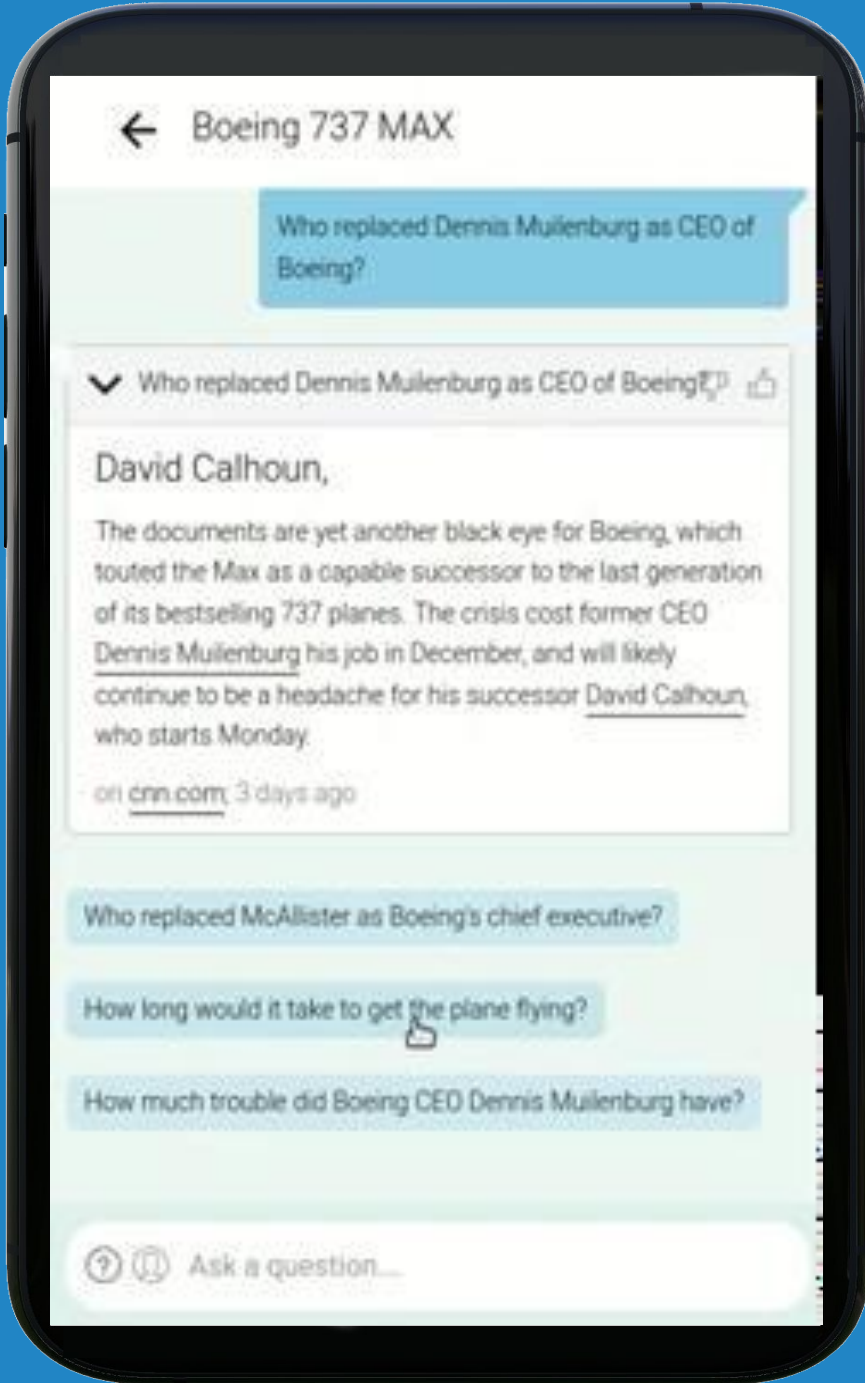 Boeing 737 MAX
Who replaced Dennis Muilenburg as CEO of
Boeing?
Who replaced Dennis Muilenburg as CEO of Boeing?
David Calhoun,
The documents are yet another black eye for Boeing, which
touted the Max as a capable successor to the last generation
of its bestselling 737 planes. The crisis cost former CEO
Dennis Muilenburg his job in December, and will likely
continue to be a headache for his successor David Calhoun,
who starts Monday.
on cnn.com, 3 days ago
Who replaced McAllister as Boeing's chief executive?
How long would it take to get the plane flying?
How much trouble did Boeing CEO Dennis Muilenburg have?
? Ask a question...